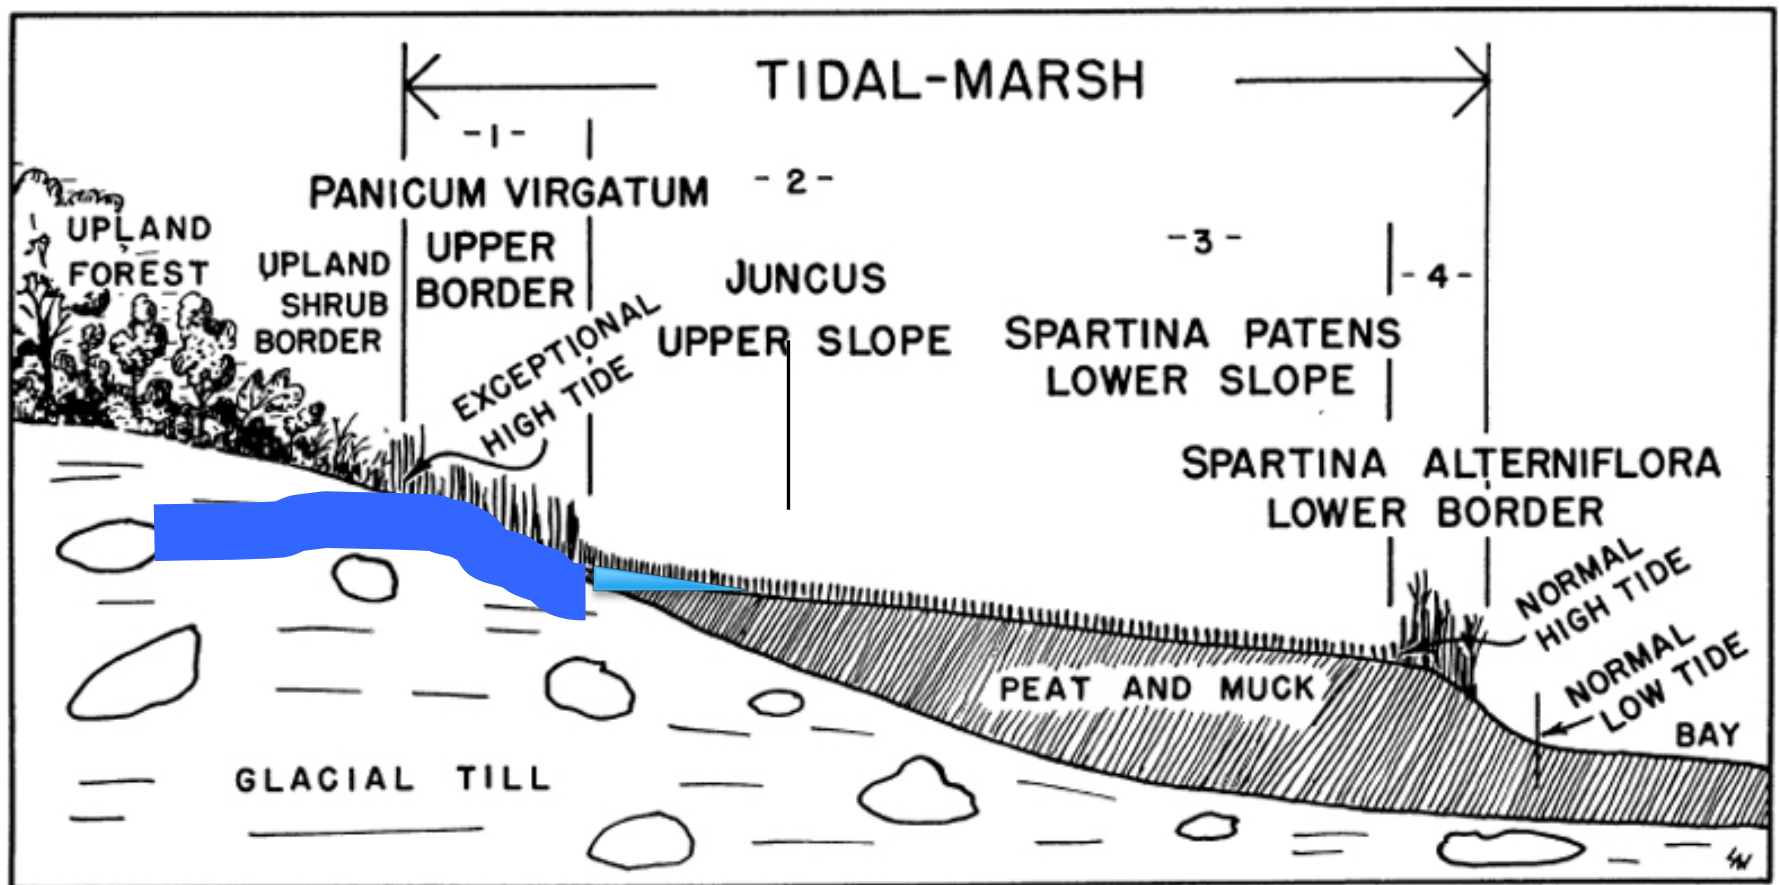 TIDAL-MARSH
-1-
PANICUM VIRGATUM
UPPER
BORDER
-2-
JUNCUS
UPPER SLOPE
-3-
SPARTINA PATENS
LOWER SLOPE
-4-
SPARTINA ALTERNIFLORA
LOWER BORDER
UPLAND
FOREST
UPLAND
SHRUB
BORDER
EXCEPTIONAL
HIGH TIDE
NORMAL
HIGH TIDE
NORMAL
LOW TIDE
BAY
PEAT AND MUCK
GLACIAL TILL